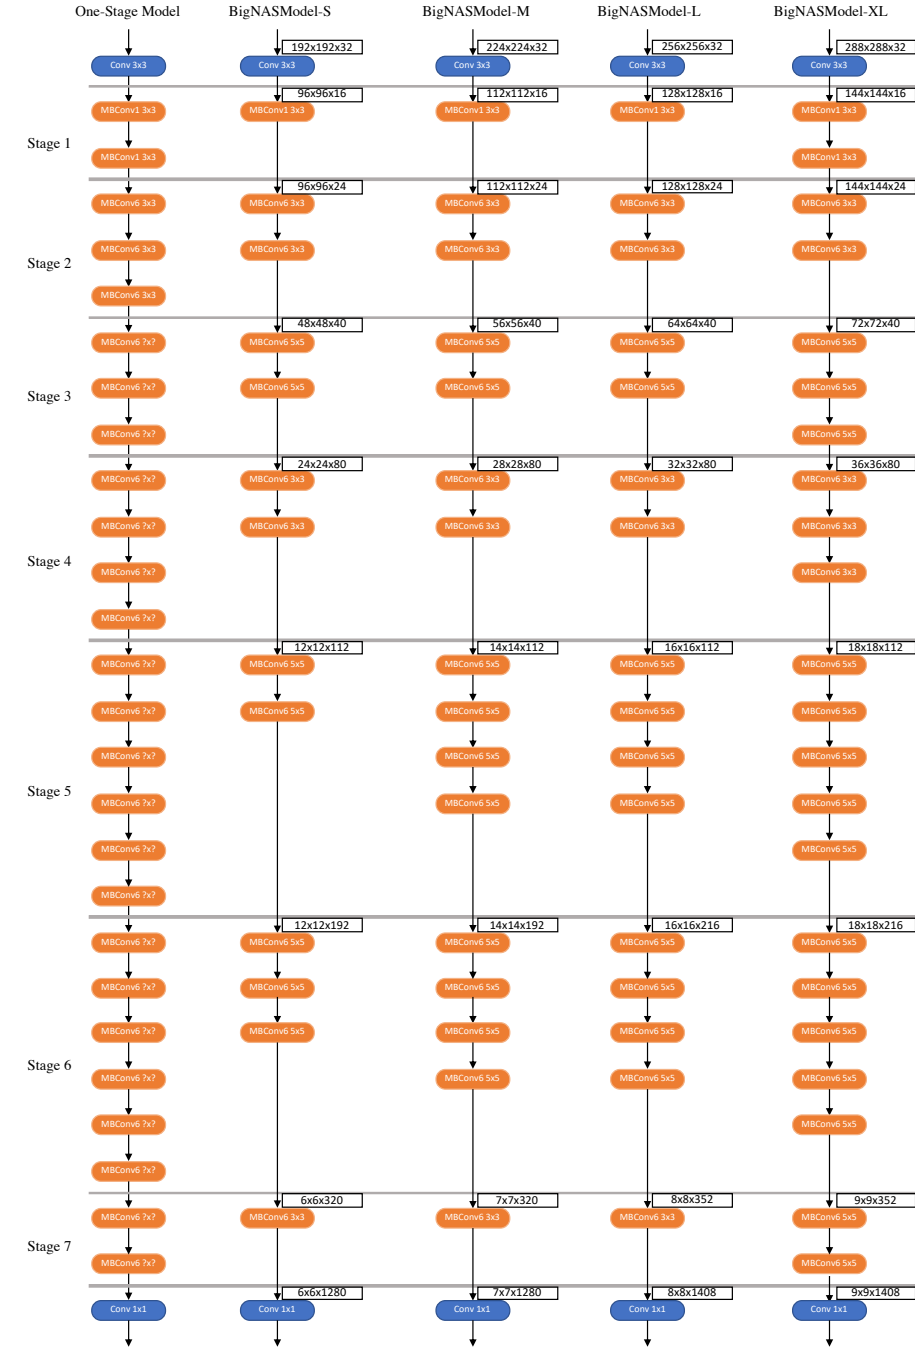 One-Stage Model BigNASModel-S BigNASModel-M BigNASModel-L BigNASModel-XL
192x192x32 224x224x32 256x256x32 288x288x32
Conv 3x3 Conv 3x3 Conv 3x3 Conv 3x3 Conv 3x3
96x96x16 112x112x16 128x128x16 144x144x16
MBConv1 3x3 MBConv1 3x3 MBConv1 3x3 MBConv1 3x3 MBConv1 3x3
Stage 1
MBConv1 3x3 MBConv1 3x3
96x96x24 112x112x24 128x128x24 144x144x24
MBConv6 3x3 MBConv6 3x3 MBConv6 3x3 MBConv6 3x3 MBConv6 3x3
MBConv6 3x3 MBConv6 3x3 MBConv6 3x3 MBConv6 3x3 MBConv6 3x3
Stage 2
MBConv6 3x3
48x48x40 56x56x40 64x64x40 72x72x40
MBConv6 ?x? MBConv6 5x5 MBConv6 5x5 MBConv6 5x5 MBConv6 5x5
MBConv6 ?x? MBConv6 5x5 MBConv6 5x5 MBConv6 5x5 MBConv6 5x5
Stage 3
MBConv6 ?x? MBConv6 5x5
24x24x80 28x28x80 32x32x80 36x36x80
MBConv6 ?x? MBConv6 3x3 MBConv6 3x3 MBConv6 3x3 MBConv6 3x3
MBConv6 ?x? MBConv6 3x3 MBConv6 3x3 MBConv6 3x3 MBConv6 3x3
Stage 4
MBConv6 ?x? MBConv6 3x3
MBConv6 ?x?
12x12x112 14x14x112 16x16x112 18x18x112
MBConv6 ?x? MBConv6 5x5 MBConv6 5x5 MBConv6 5x5 MBConv6 5x5
MBConv6 ?x? MBConv6 5x5 MBConv6 5x5 MBConv6 5x5 MBConv6 5x5
MBConv6 ?x? MBConv6 5x5 MBConv6 5x5 MBConv6 5x5
Stage 5
MBConv6 ?x? MBConv6 5x5 MBConv6 5x5 MBConv6 5x5
MBConv6 ?x? MBConv6 5x5
MBConv6 ?x?
12x12x192 14x14x192 16x16x216 18x18x216
MBConv6 ?x? MBConv6 5x5 MBConv6 5x5 MBConv6 5x5 MBConv6 5x5
MBConv6 ?x? MBConv6 5x5 MBConv6 5x5 MBConv6 5x5 MBConv6 5x5
MBConv6 ?x? MBConv6 5x5 MBConv6 5x5 MBConv6 5x5 MBConv6 5x5
Stage 6
MBConv6 ?x? MBConv6 5x5 MBConv6 5x5 MBConv6 5x5
MBConv6 ?x? MBConv6 5x5
MBConv6 ?x?
6x6x320 7x7x320 8x8x352 9x9x352
MBConv6 ?x? MBConv6 3x3 MBConv6 3x3 MBConv6 3x3 MBConv6 5x5
Stage 7
MBConv6 ?x? MBConv6 5x5
6x6x1280 7x7x1280 8x8x1408 9x9x1408
Conv 1x1 Conv 1x1 Conv 1x1 Conv 1x1 Conv 1x1